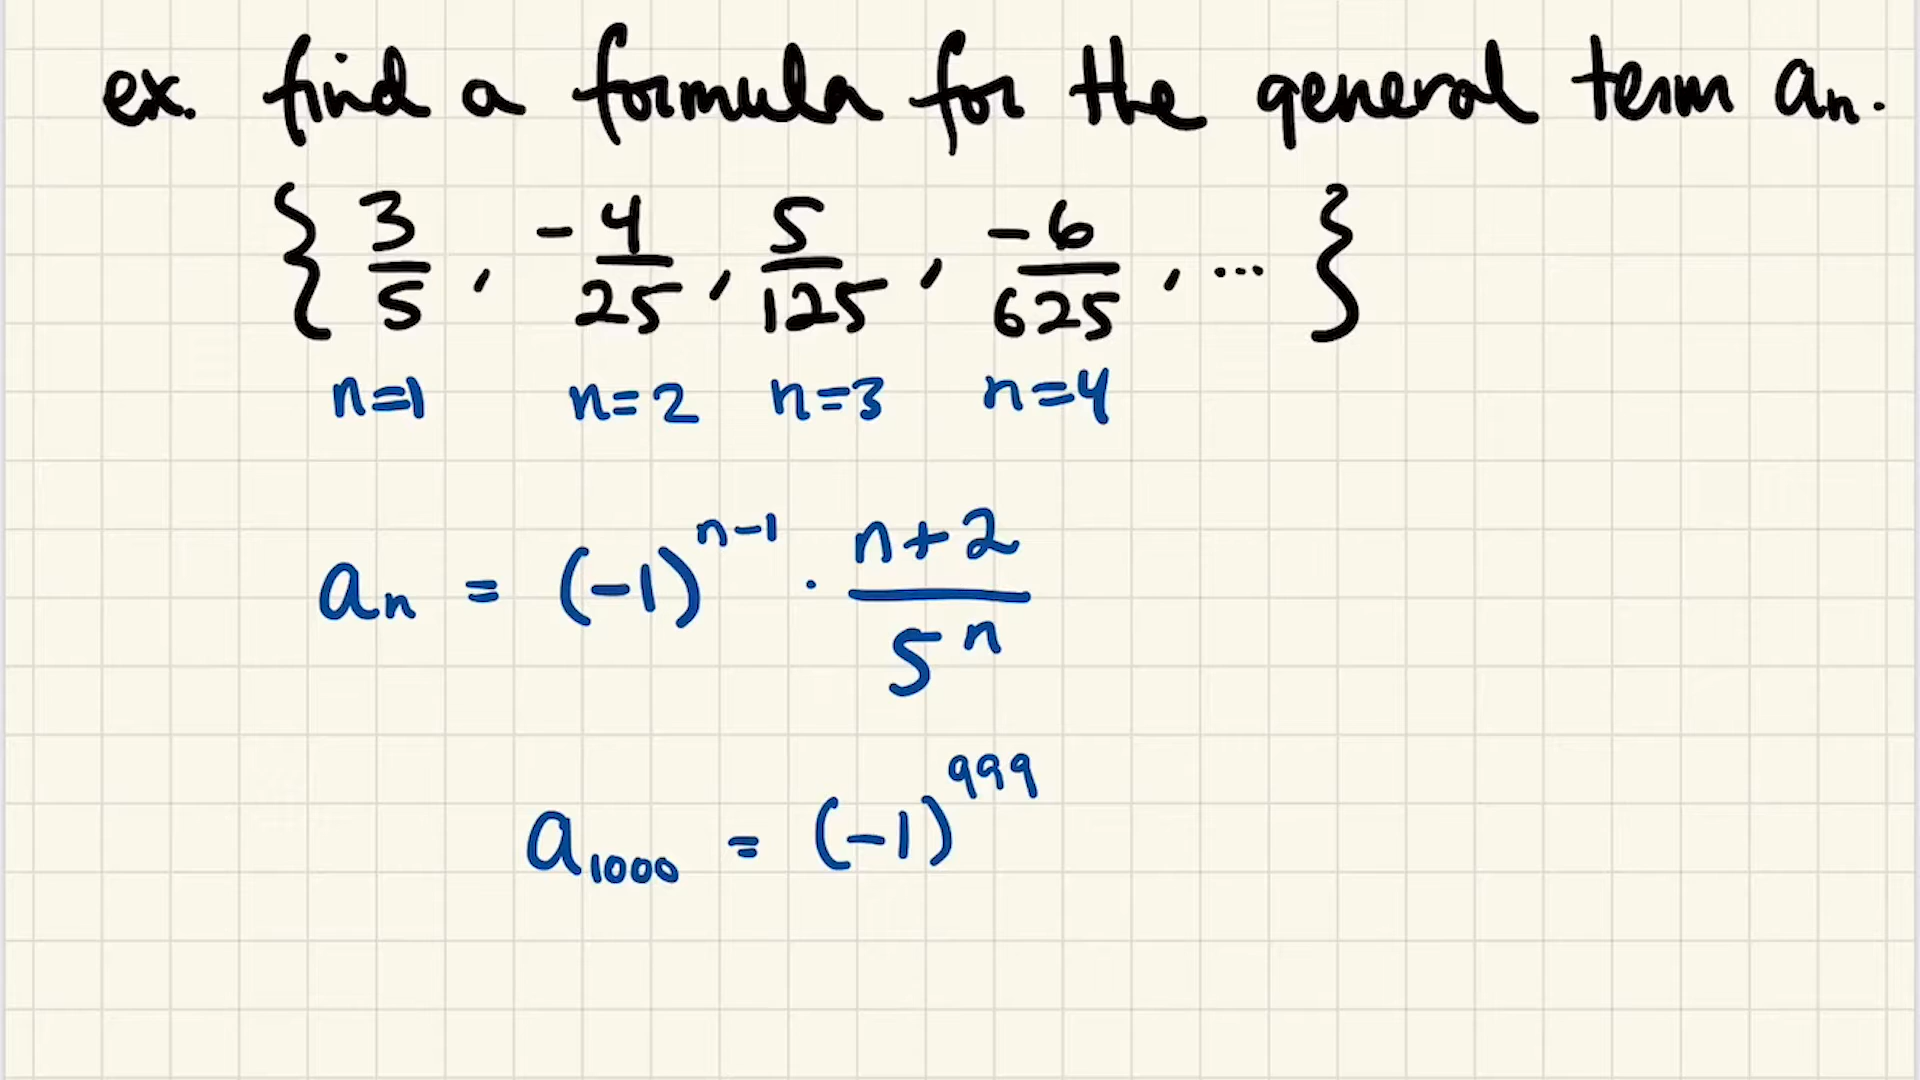 ex. find a formula for the general term aₙ.
{ 3/5 , -4/25 , 5/125 , -6/625 , ... }
n=1 n=2 n=3 n=4
aₙ = (-1)ⁿ⁻¹ · (n+2)/5ⁿ
a₁₀₀₀ = (-1)⁹⁹⁹